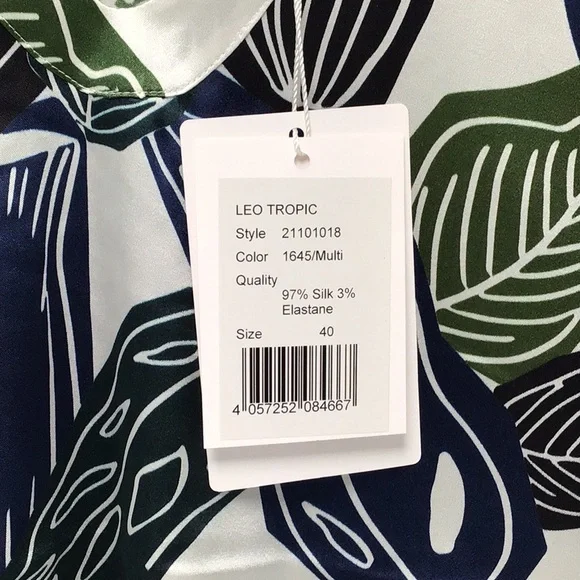 LEO TROPIC
Style 21101018
Color 1645/Multi
Quality
97% Silk 3%
Elastane
Size 40
4 057252 084667